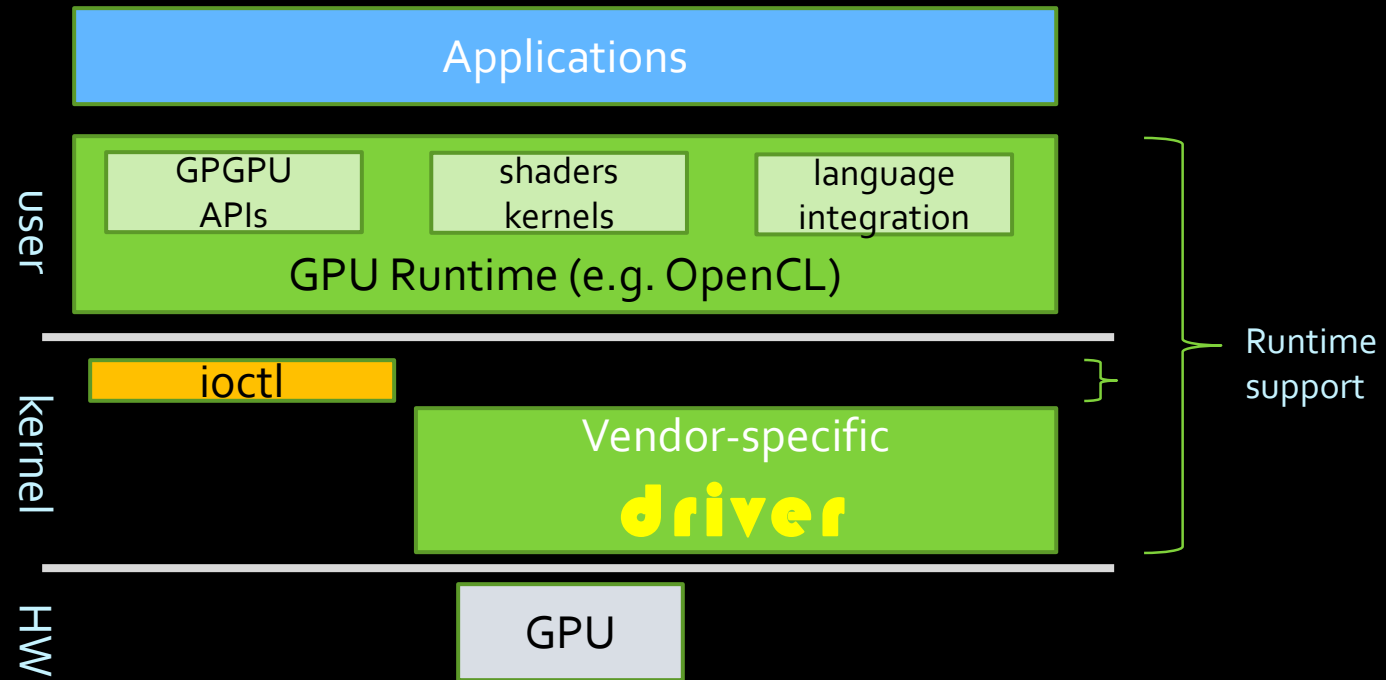 Applications
user
GPGPU
APIs
shaders
kernels
language
integration
GPU Runtime (e.g. OpenCL)
Runtime
support
kernel
ioctl
Vendor-specific
driver
HW
GPU